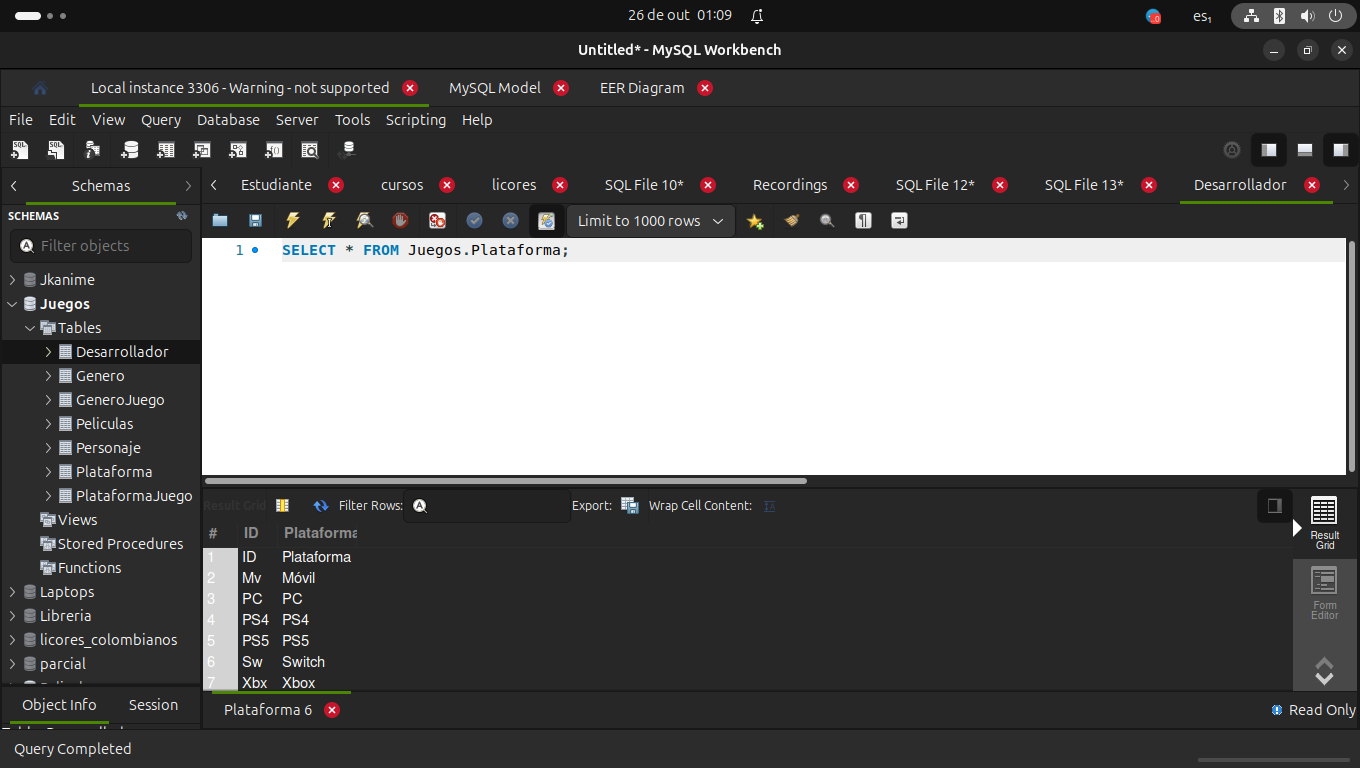 26 de out 01:09
es₁
Untitled* - MySQL Workbench
Local instance 3306 - Warning - not supported
MySQL Model
EER Diagram
File Edit View Query Database Server Tools Scripting Help
Schemas
Estudiante
cursos
licores
SQL File 10*
Recordings
SQL File 12*
SQL File 13*
Desarrollador
SCHEMAS
Filter objects
Limit to 1000 rows
1
SELECT * FROM Juegos.Plataforma;
Jkanime
Juegos
Tables
Desarrollador
Genero
GeneroJuego
Peliculas
Personaje
Plataforma
PlataformaJuego
Views
Stored Procedures
Functions
Laptops
Libreria
licores_colombianos
parcial
Result Grid Filter Rows: Export: Wrap Cell Content:
# ID Plataforma
1 ID Plataforma
2 Mv Móvil
3 PC PC
4 PS4 PS4
5 PS5 PS5
6 Sw Switch
7 Xbx Xbox
Result
Grid
Form
Editor
Object Info Session
Plataforma 6
Read Only
Query Completed